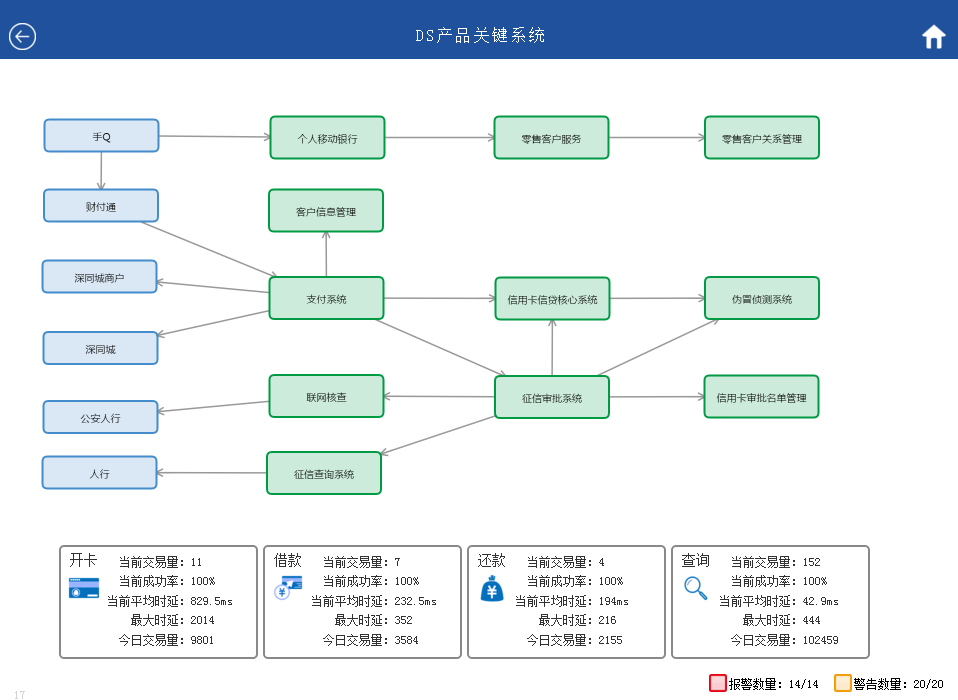 DS产品关键系统
手Q
个人移动银行
零售客户服务
零售客户关系管理
财付通
客户信息管理
深同城商户
支付系统
信用卡信贷核心系统
伪冒侦测系统
深同城
联网核查
征信审批系统
信用卡审批名单管理
公安人行
人行
征信查询系统
开卡
当前交易量: 11
当前成功率: 100%
当前平均时延: 829.5ms
最大时延: 2014
今日交易量: 9801
借款
当前交易量: 7
当前成功率: 100%
当前平均时延: 232.5ms
最大时延: 352
今日交易量: 3584
还款
当前交易量: 4
当前成功率: 100%
当前平均时延: 194ms
最大时延: 216
今日交易量: 2155
查询
当前交易量: 152
当前成功率: 100%
当前平均时延: 42.9ms
最大时延: 444
今日交易量: 102459
报警数量: 14/14
警告数量: 20/20
17